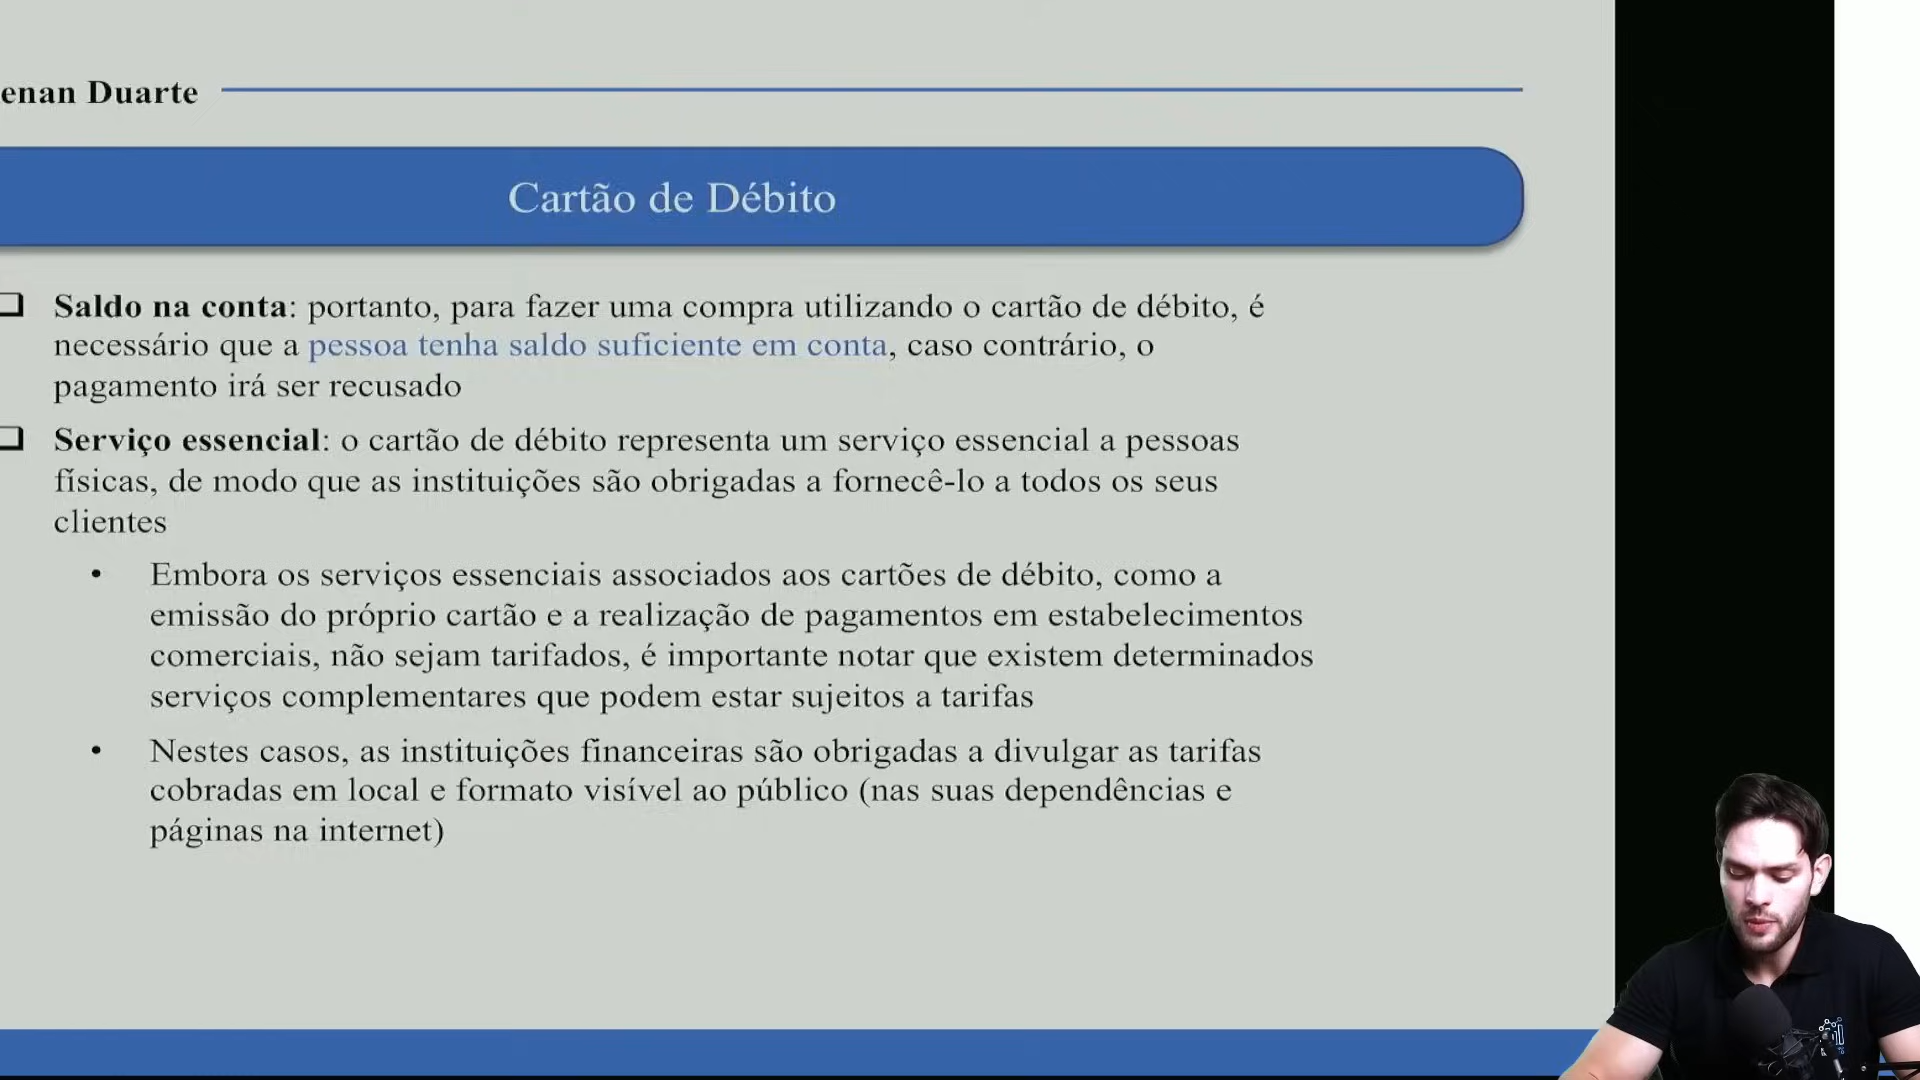 enan Duarte
Cartão de Débito
Saldo na conta: portanto, para fazer uma compra utilizando o cartão de débito, é
necessário que a pessoa tenha saldo suficiente em conta, caso contrário, o
pagamento irá ser recusado
Serviço essencial: o cartão de débito representa um serviço essencial a pessoas
físicas, de modo que as instituições são obrigadas a fornecê-lo a todos os seus
clientes
• Embora os serviços essenciais associados aos cartões de débito, como a
emissão do próprio cartão e a realização de pagamentos em estabelecimentos
comerciais, não sejam tarifados, é importante notar que existem determinados
serviços complementares que podem estar sujeitos a tarifas
• Nestes casos, as instituições financeiras são obrigadas a divulgar as tarifas
cobradas em local e formato visível ao público (nas suas dependências e
páginas na internet)